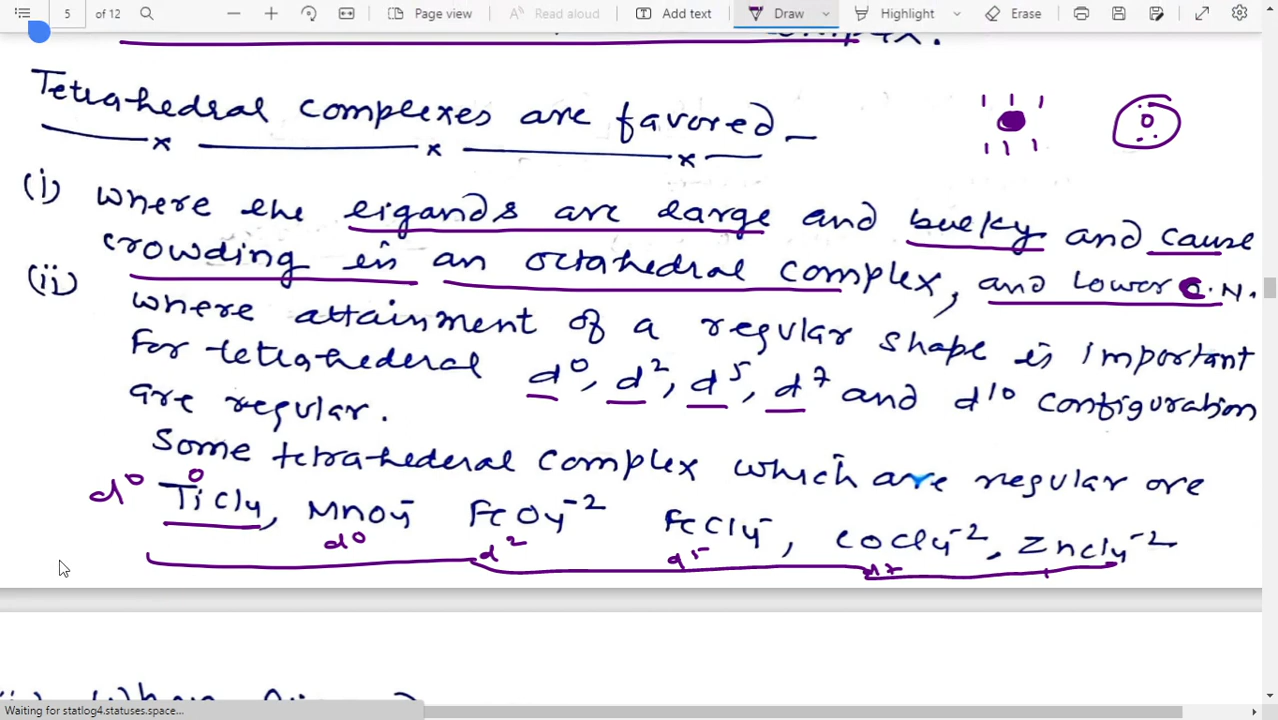 5 of 12 Page view Read aloud Add text Draw Highlight Erase
Tetrahedral complexes are favored –
(i) where the ligands are large and bulky and cause
crowding in an octahedral complex, and lower C.N.
(ii) where attainment of a regular shape is important
For tetrahederal d⁰, d², d⁵, d⁷ and d¹⁰ configuration
are regular.
Some tetrahederal complex which are regular are
d⁰ TiCl₄, MnO₄⁻ FeO₄⁻² FeCl₄⁻, CoCl₄⁻², ZnCl₄⁻²
d⁰ d² d⁵ d⁷
Waiting for statlog4.statuses.space...